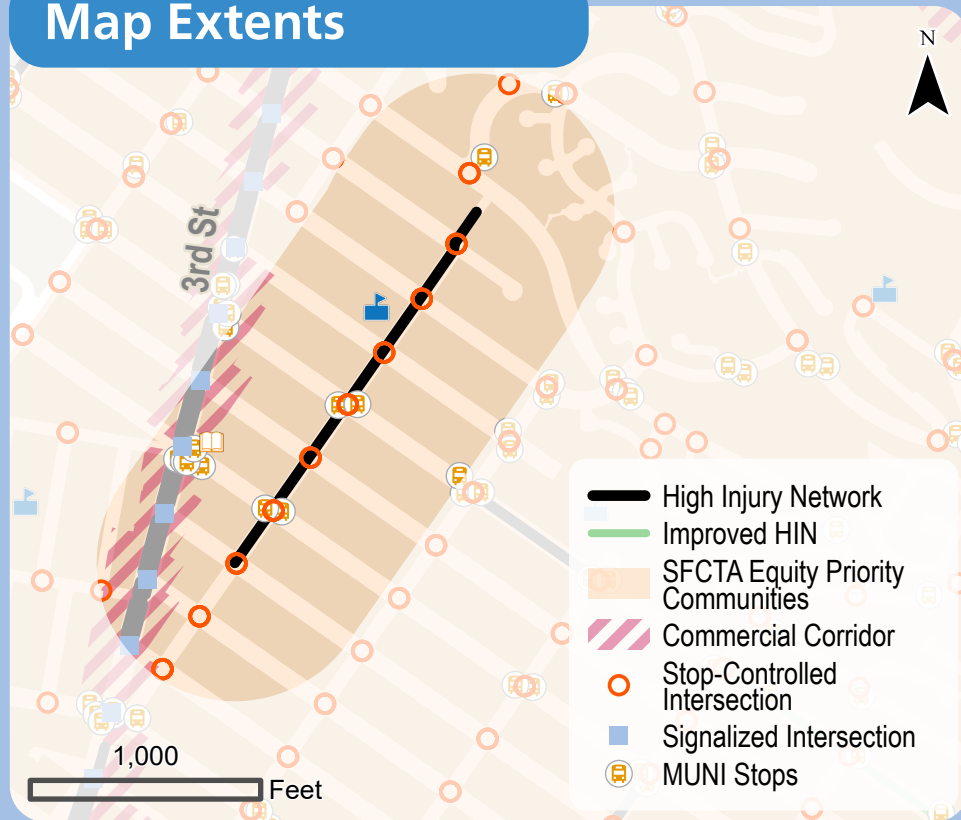 Map Extents
N
3rd St
High Injury Network
Improved HIN
SFCTA Equity Priority
Communities
Commercial Corridor
Stop-Controlled
Intersection
Signalized Intersection
MUNI Stops
1,000
Feet